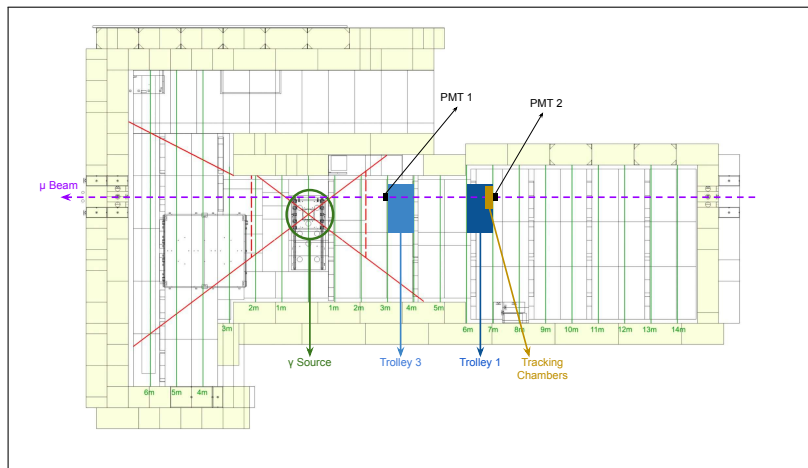 PMT 1
PMT 2
μ Beam
2m 1m 1m 2m 3m 4m 5m
3m 6m 7m 8m 9m 10m 11m 12m 13m 14m
γ Source
Trolley 3
Trolley 1
Tracking
Chambers
6m 5m 4m